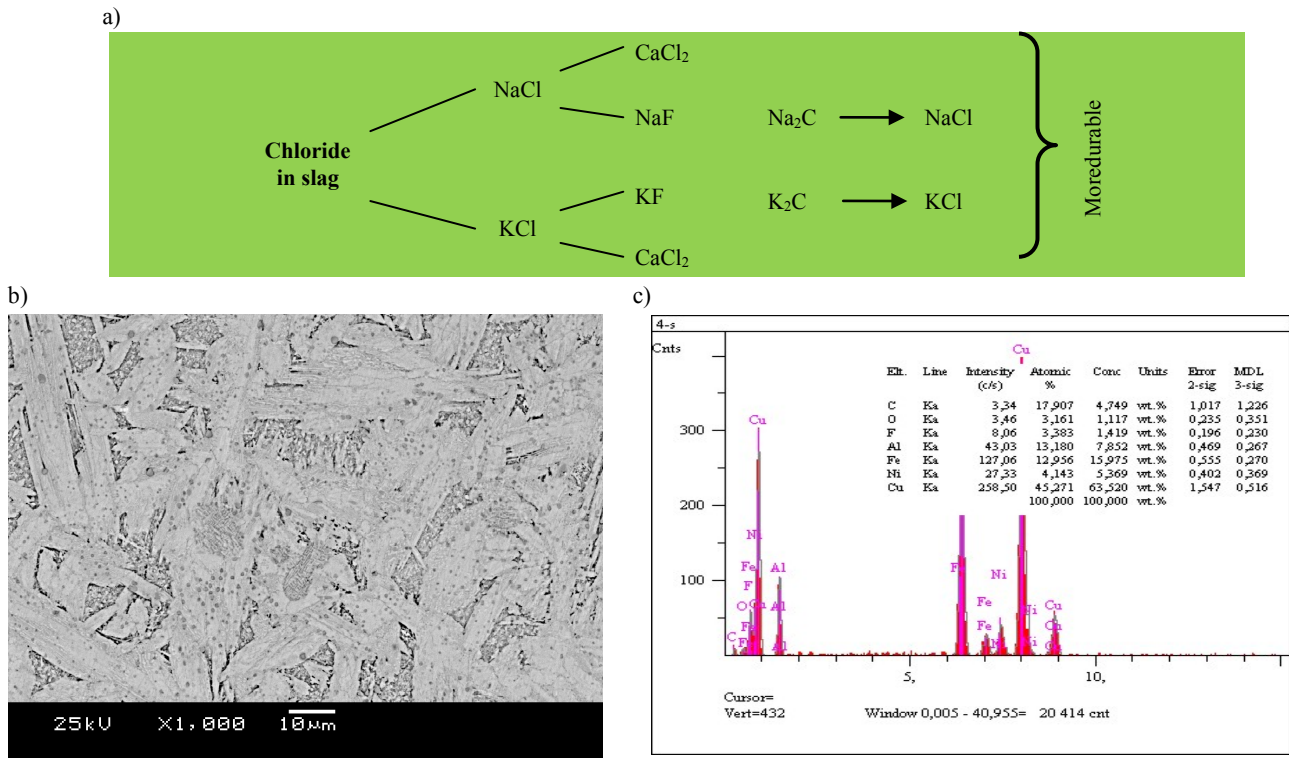 a)
CaCl₂
NaCl
NaF
Na₂C → NaCl
Chloride
in slag
KF
K₂C → KCl
KCl
CaCl₂
Moredurable
b)
25kV X1,000 10µm
c)
4-s
Cnts
Cu
Elt. Line Intensity Atomic Conc Units Error MDL
(c/s) % 2-sig 3-sig
C Ka 3,34 17,907 4,749 wt.% 1,017 1,226
O Ka 3,46 3,161 1,117 wt.% 0,235 0,351
F Ka 8,06 3,383 1,419 wt.% 0,196 0,230
Al Ka 43,03 13,180 7,852 wt.% 0,469 0,267
Fe Ka 127,06 12,956 15,975 wt.% 0,555 0,270
Ni Ka 27,33 4,143 5,369 wt.% 0,402 0,369
Cu Ka 258,50 45,271 63,520 wt.% 1,547 0,516
100,000 100,000 wt.%
300
200
100
Cu
Ni
Fe Al
F
O Al
C Al
Ni
Fe
Fe
Cu
5, 10,
Cursor=
Vert=432 Window 0,005 - 40,955= 20 414 cnt